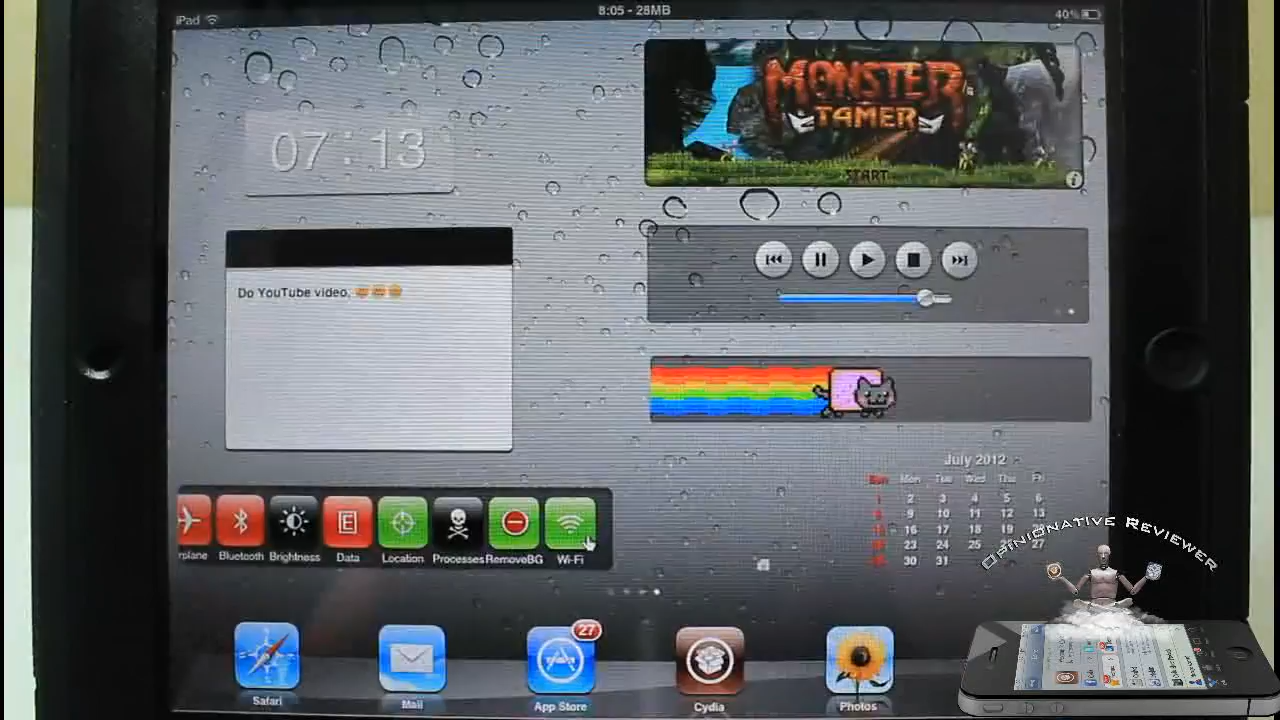 iPad
8:05 - 28MB
40%
MONSTER
TAMER
START
07:13
Do YouTube video.
July 2012
Sun Mon Tue Wed Thu Fri
1 2 3 4 5 6
8 9 10 11 12 13
15 16 17 18 19
23 24 25 26 27
30 31
rplane Bluetooth Brightness Data Location Processes RemoveBG Wi-Fi
OPINIONATIVE REVIEWER
27
Safari Mail App Store Cydia Photos